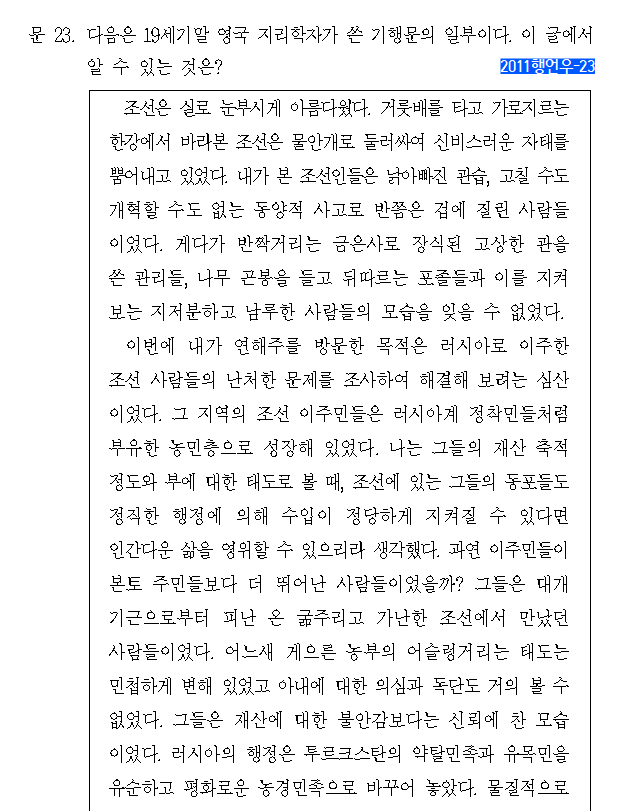 문 23. 다음은 19세기말 영국 지리학자가 쓴 기행문의 일부이다. 이 글에서
알 수 있는 것은?
2011행언우-23
조선은 실로 눈부시게 아름다웠다. 거룻배를 타고 가로지르는
한강에서 바라본 조선은 물안개로 둘러싸여 신비스러운 자태를
뿜어내고 있었다. 내가 본 조선인들은 낡아빠진 관습, 고칠 수도
개혁할 수도 없는 동양적 사고로 반쯤은 겁에 질린 사람들
이었다. 게다가 반짝거리는 금은사로 장식된 고상한 관을
쓴 관리들, 나무 곤봉을 들고 뒤따르는 포졸들과 이를 지켜
보는 지저분하고 남루한 사람들의 모습을 잊을 수 없었다.
이번에 내가 연해주를 방문한 목적은 러시아로 이주한
조선 사람들의 난처한 문제를 조사하여 해결해 보려는 심산
이었다. 그 지역의 조선 이주민들은 러시아계 정착민들처럼
부유한 농민층으로 성장해 있었다. 나는 그들의 재산 축적
정도와 부에 대한 태도로 볼 때, 조선에 있는 그들의 동포들도
정직한 행정에 의해 수입이 정당하게 지켜질 수 있다면
인간다운 삶을 영위할 수 있으리라 생각했다. 과연 이주민들이
본토 주민들보다 더 뛰어난 사람들이었을까? 그들은 대개
기근으로부터 피난 온 굶주리고 가난한 조선에서 만났던
사람들이었다. 어느새 게으른 농부의 어슬렁거리는 태도는
민첩하게 변해 있었고 아내에 대한 의심과 독단도 거의 볼 수
없었다. 그들은 재산에 대한 불안감보다는 신뢰에 찬 모습
이었다. 러시아의 행정은 투르크스탄의 약탈민족과 유목민을
유순하고 평화로운 농경민족으로 바꾸어 놓았다. 물질적으로